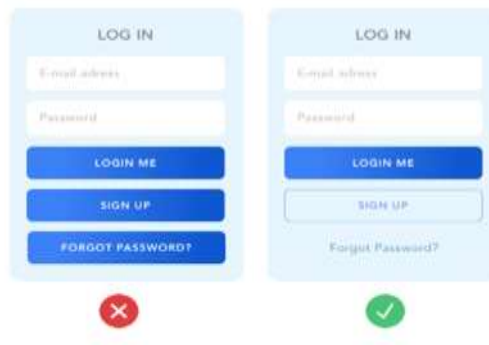 LOG IN
E-mail adress
Password
LOGIN ME
SIGN UP
FORGOT PASSWORD?
LOG IN
E-mail adress
Password
LOGIN ME
SIGN UP
Forgot Password?